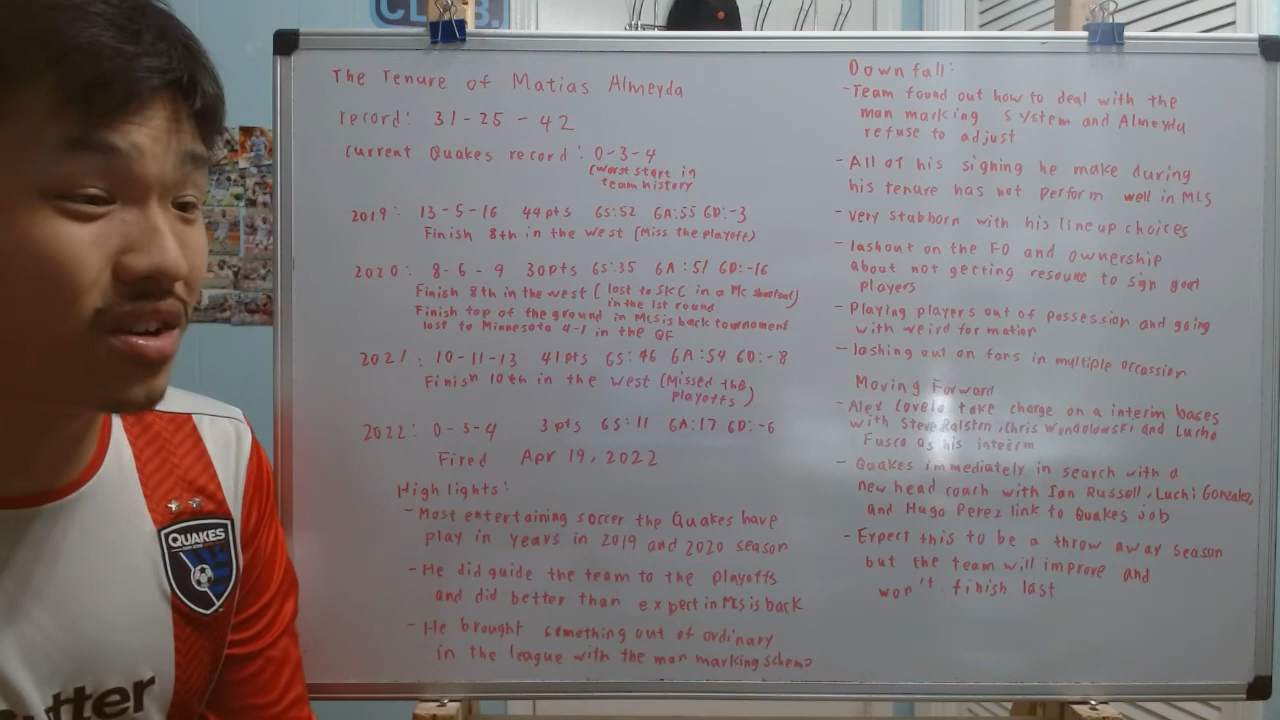 CLUB.
The Tenure of Matias Almeyda
record: 31-25-42
Current Quakes record: 0-3-4
(worst start in
team history
2019: 13-5-16 44pts GS:52 GA:55 GD:-3
Finish 8th in the West (Miss the playoff)
2020: 8-6-9 30pts GS:35 GA:51 GD:-16
Finish 8th in the west (lost to SKC in a PK shootout)
in the 1st round
Finish top of the ground in MLS is back tournament
lost to Minnesota 4-1 in the QF
2021: 10-11-13 41pts GS:46 GA:54 GD:-8
Finish 10th in the west (Missed the
playoffs)
2022: 0-3-4 3pts GS:11 GA:17 GD:-6
Fired Apr 19, 2022
Highlights:
-Most entertaining soccer the Quakes have
play in years in 2019 and 2020 season
-He did guide the team to the playoffs
and did better than expect in MLS is back
-He brought something out of ordinary
in the league with the man marking scheme
Downfall:
-Team found out how to deal with the
man marking system and Almeyda
refuse to adjust
-All of his signing he make during
his tenure has not perform well in MLS
-very stubborn with his lineup choices
-lashout on the FO and ownership
about not getting resource to sign good
players
-Playing players out of possession and going
with weird formation
-lashing out on fans in multiple occassion
Moving Forward
-Alex Covelo take charge on a interim bases
with Steve Ralston, Chris Wondolowski and Luchi
Fusco as his interim
-Quakes immediately in search with a
new head coach with Ian Russell, Luchi Gonzalez,
and Hugo Perez link to Quakes job
-Expect this to be a throw away season
but the team will improve and
won't finish last
QUAKES
utter